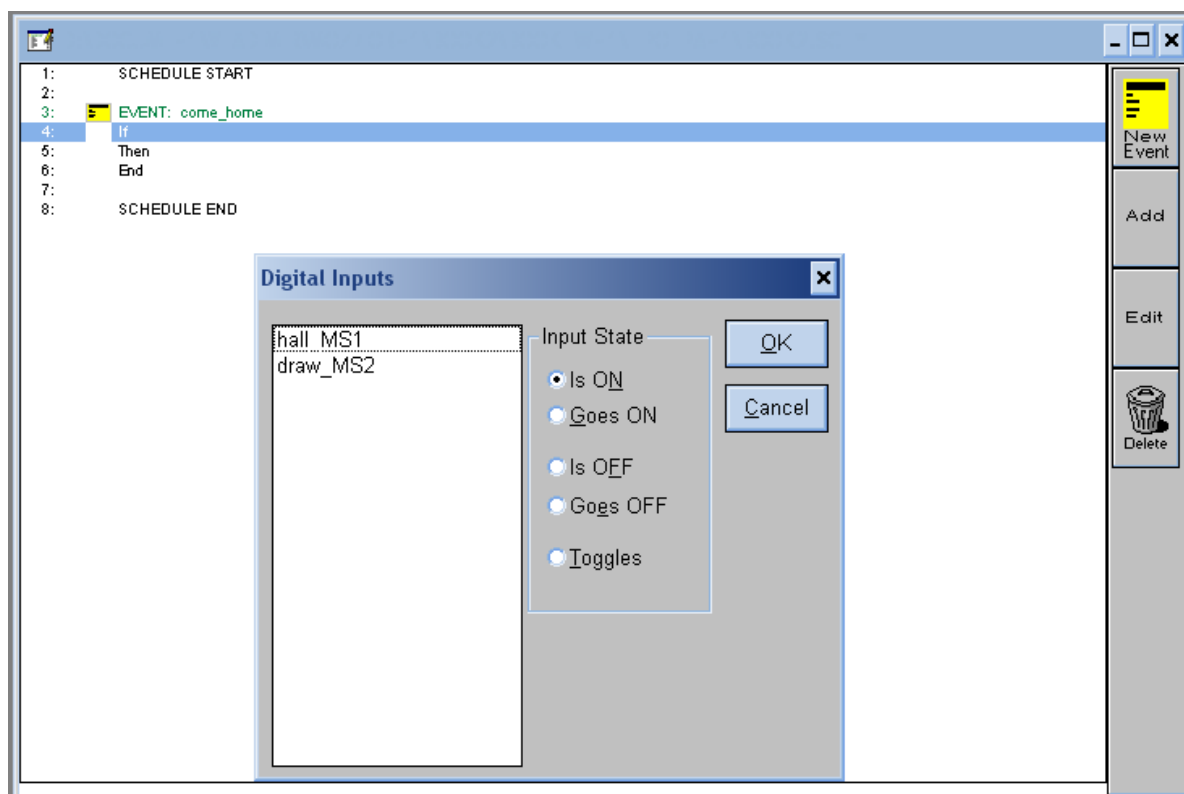 1: SCHEDULE START
2:
3: EVENT: come_home
4: If
5: Then
6: End
7:
8: SCHEDULE END
New
Event
Add
Edit
Delete
Digital Inputs
hall_MS1
draw_MS2
Input State
Is ON
Goes ON
Is OFF
Goes OFF
Toggles
OK
Cancel